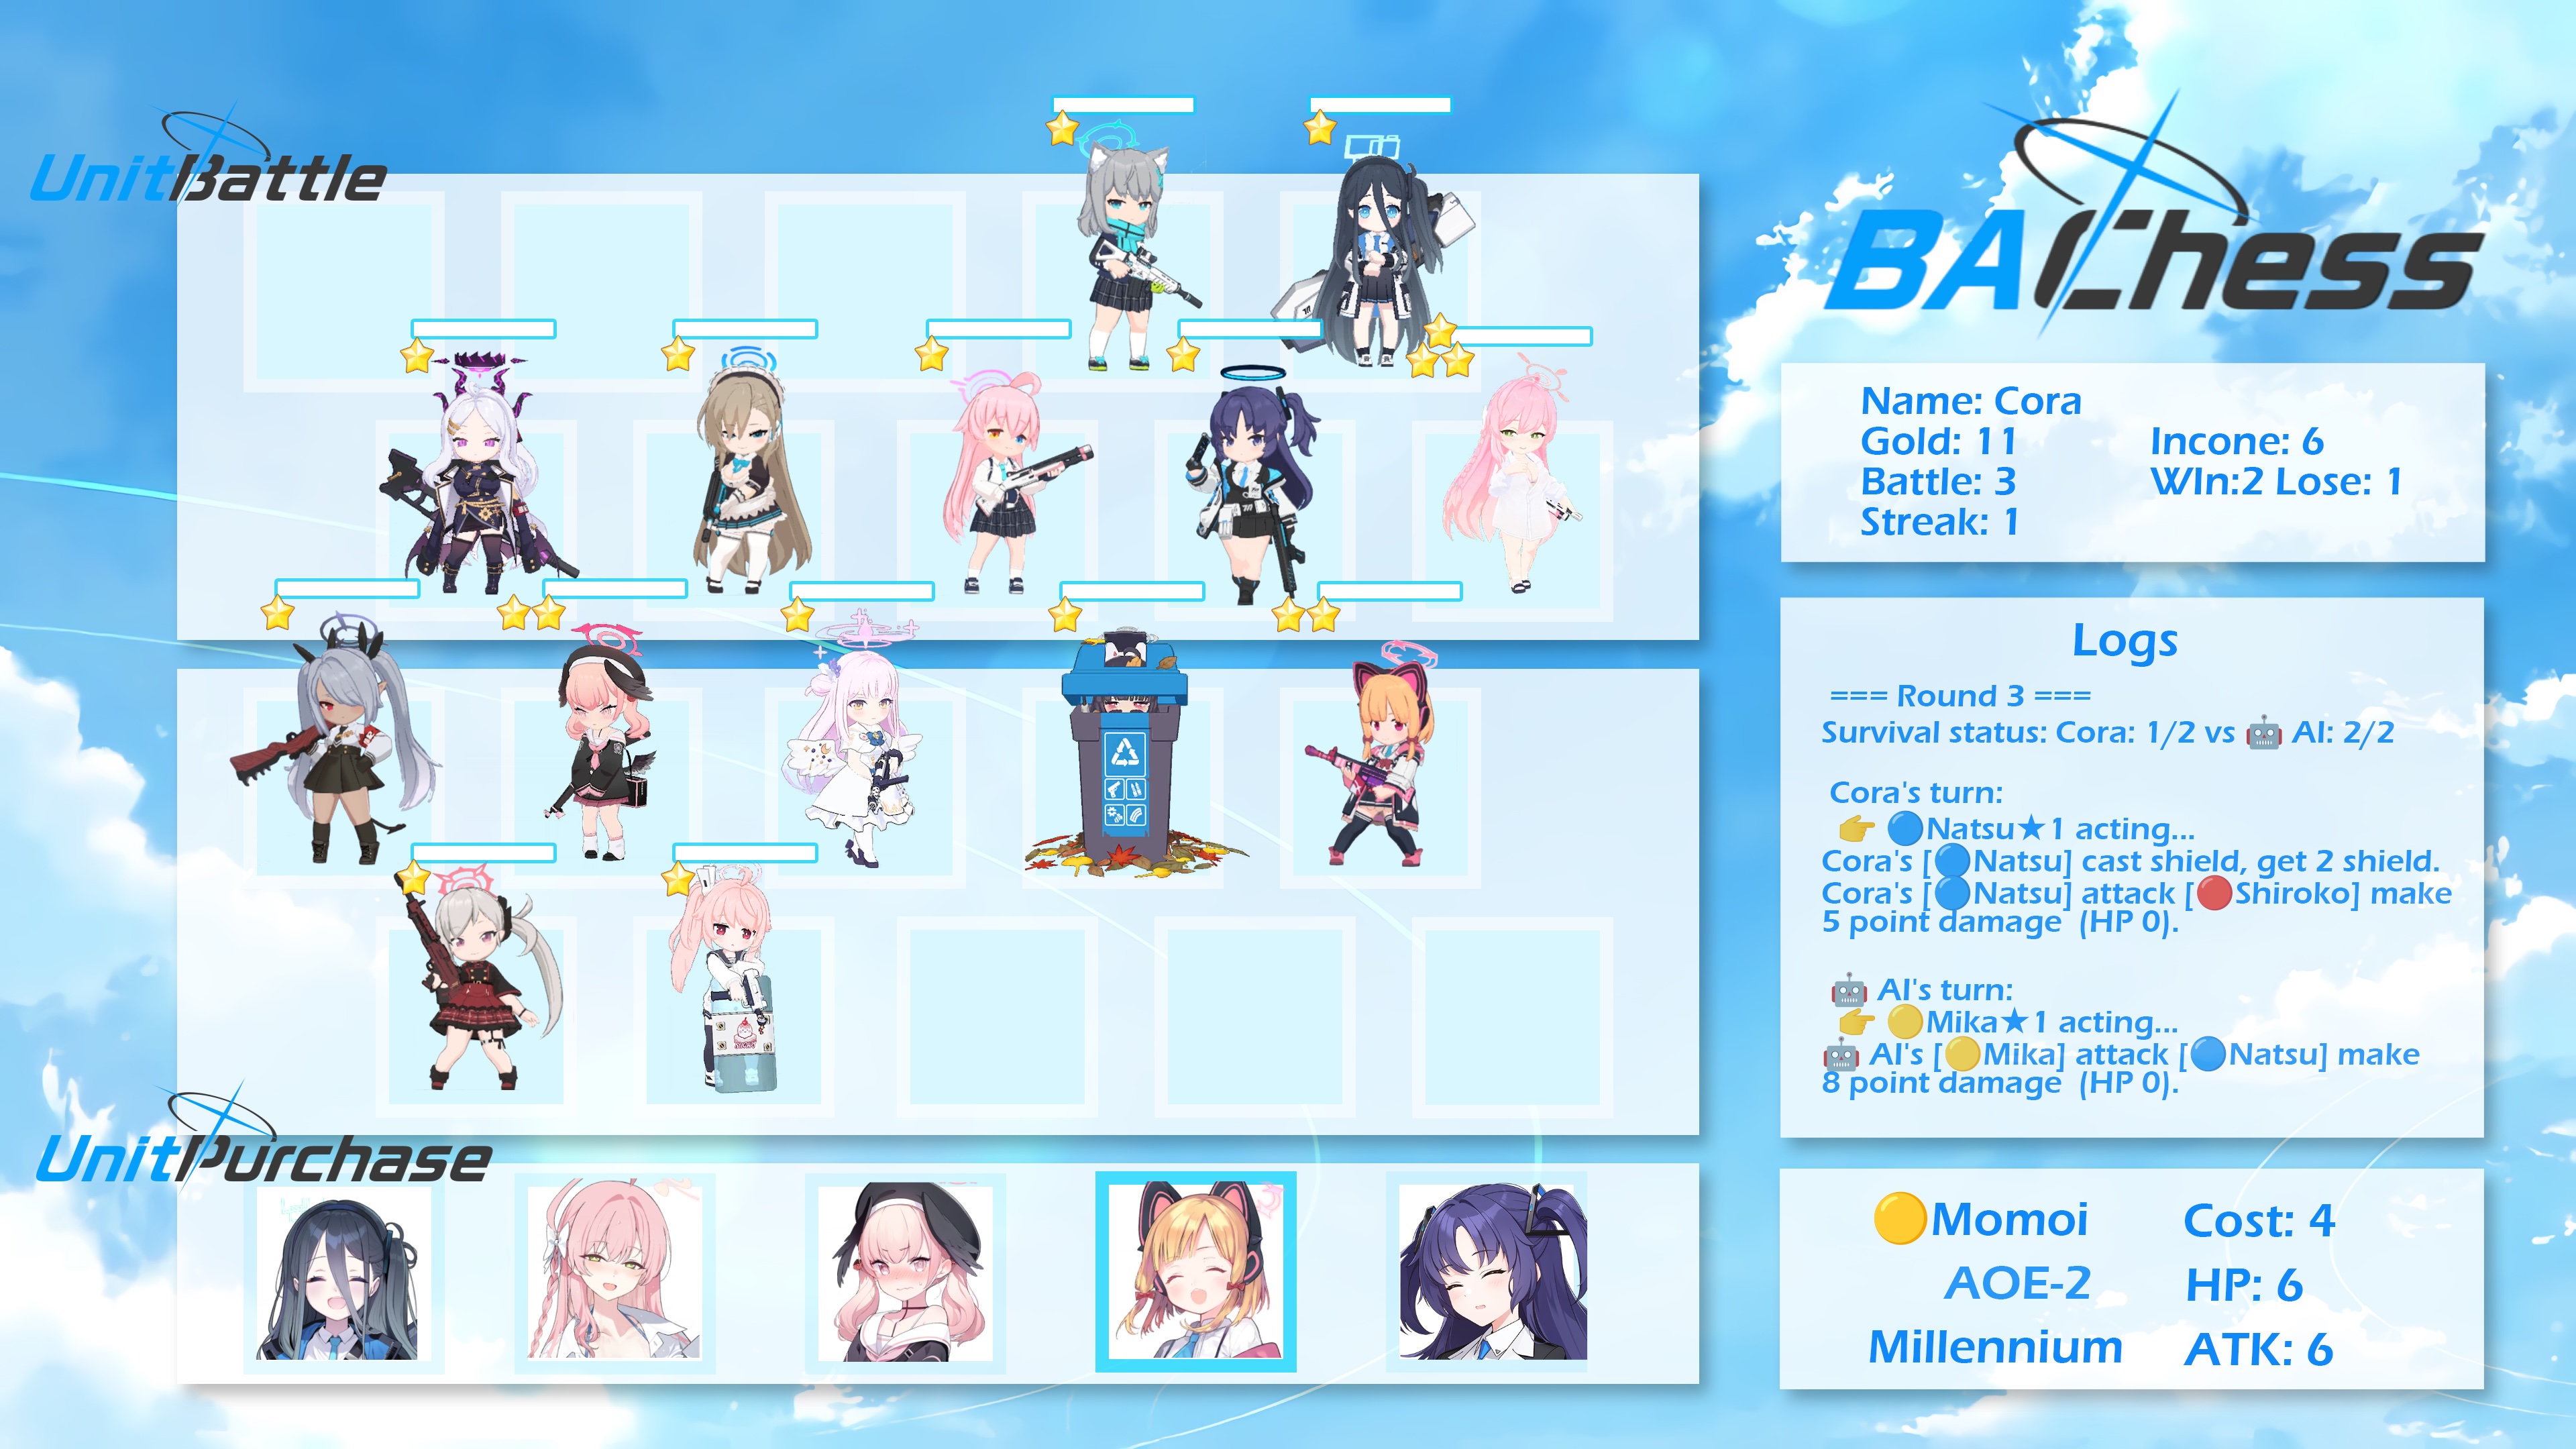 UnitBattle
BAChess
Name: Cora
Gold: 11 Incone: 6
Battle: 3 WIn:2 Lose: 1
Streak: 1
Logs
=== Round 3 ===
Survival status: Cora: 1/2 vs 🤖 AI: 2/2
Cora's turn:
👉 🔵Natsu★1 acting...
Cora's [🔵Natsu] cast shield, get 2 shield.
Cora's [🔵Natsu] attack [🔴Shiroko] make
5 point damage (HP 0).
🤖 AI's turn:
👉 🟡Mika★1 acting...
🤖 AI's [🟡Mika] attack [🔵Natsu] make
8 point damage (HP 0).
UnitPurchase
🟡Momoi Cost: 4
AOE-2 HP: 6
Millennium ATK: 6